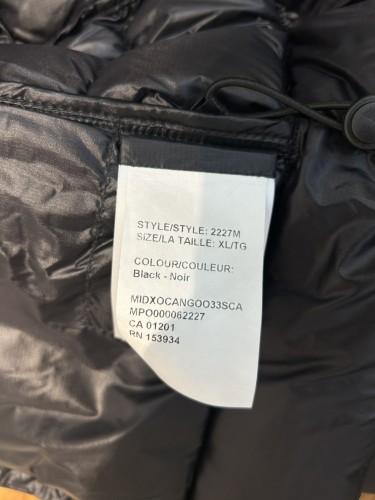 STYLE/STYLE: 2227M
SIZE/LA TAILLE: XL/TG
COLOUR/COULEUR:
Black - Noir
MIDXOCANGOO33SCA
MPO000062227
CA 01201
RN 153934